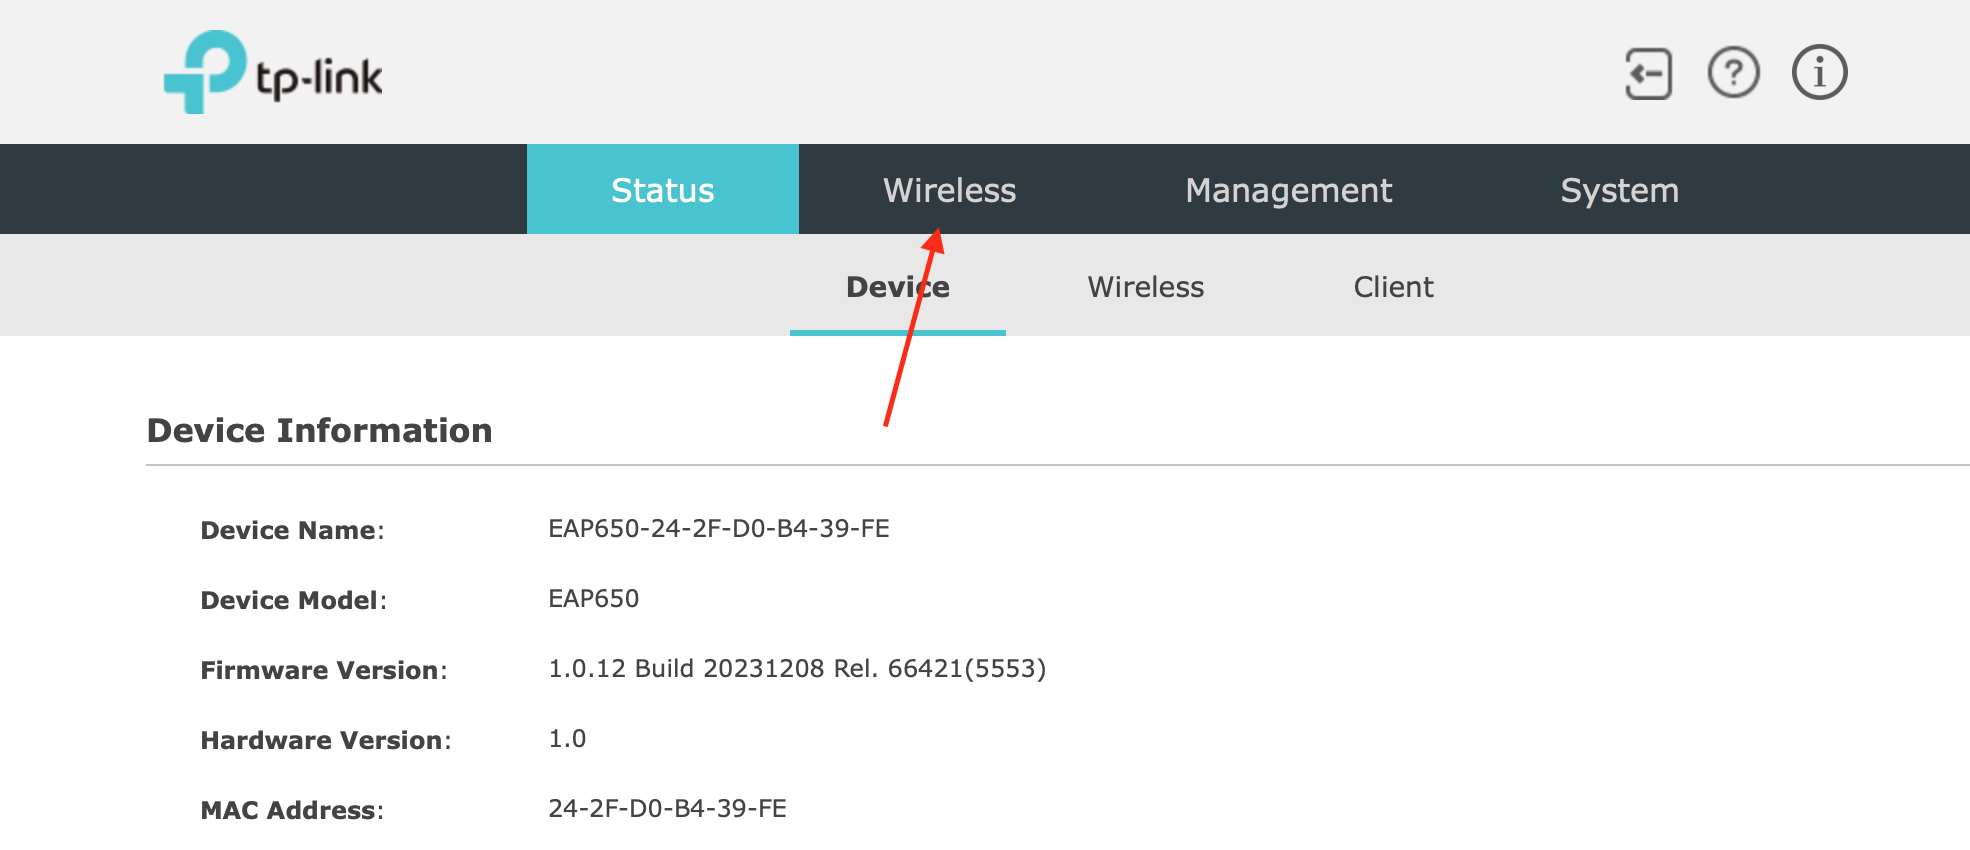 tp-link
Status Wireless Management System
Device Wireless Client
Device Information
Device Name: EAP650-24-2F-D0-B4-39-FE
Device Model: EAP650
Firmware Version: 1.0.12 Build 20231208 Rel. 66421(5553)
Hardware Version: 1.0
MAC Address: 24-2F-D0-B4-39-FE